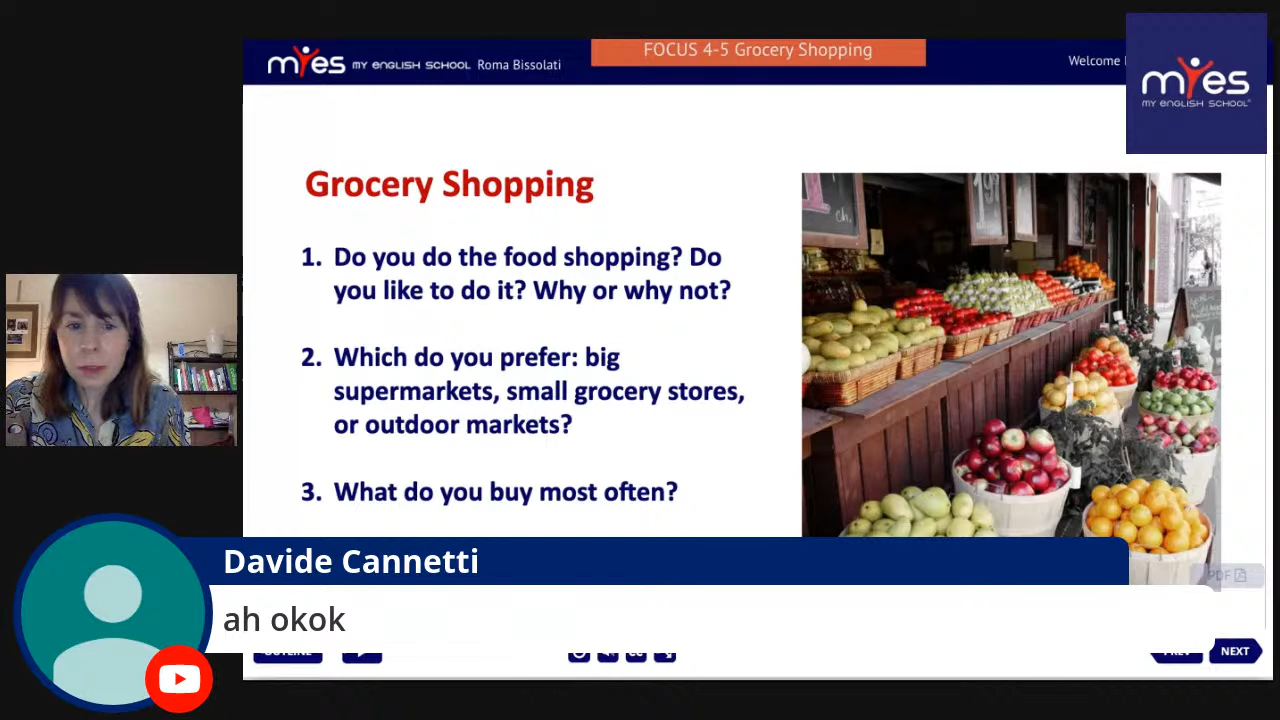 myes MY ENGLISH SCHOOL Roma Bissolati
FOCUS 4-5 Grocery Shopping
Welcome
myes
MY ENGLISH SCHOOL
Grocery Shopping
1. Do you do the food shopping? Do
you like to do it? Why or why not?
2. Which do you prefer: big
supermarkets, small grocery stores,
or outdoor markets?
3. What do you buy most often?
PDF
Davide Cannetti
ah okok
OUTLINE
PREV
NEXT